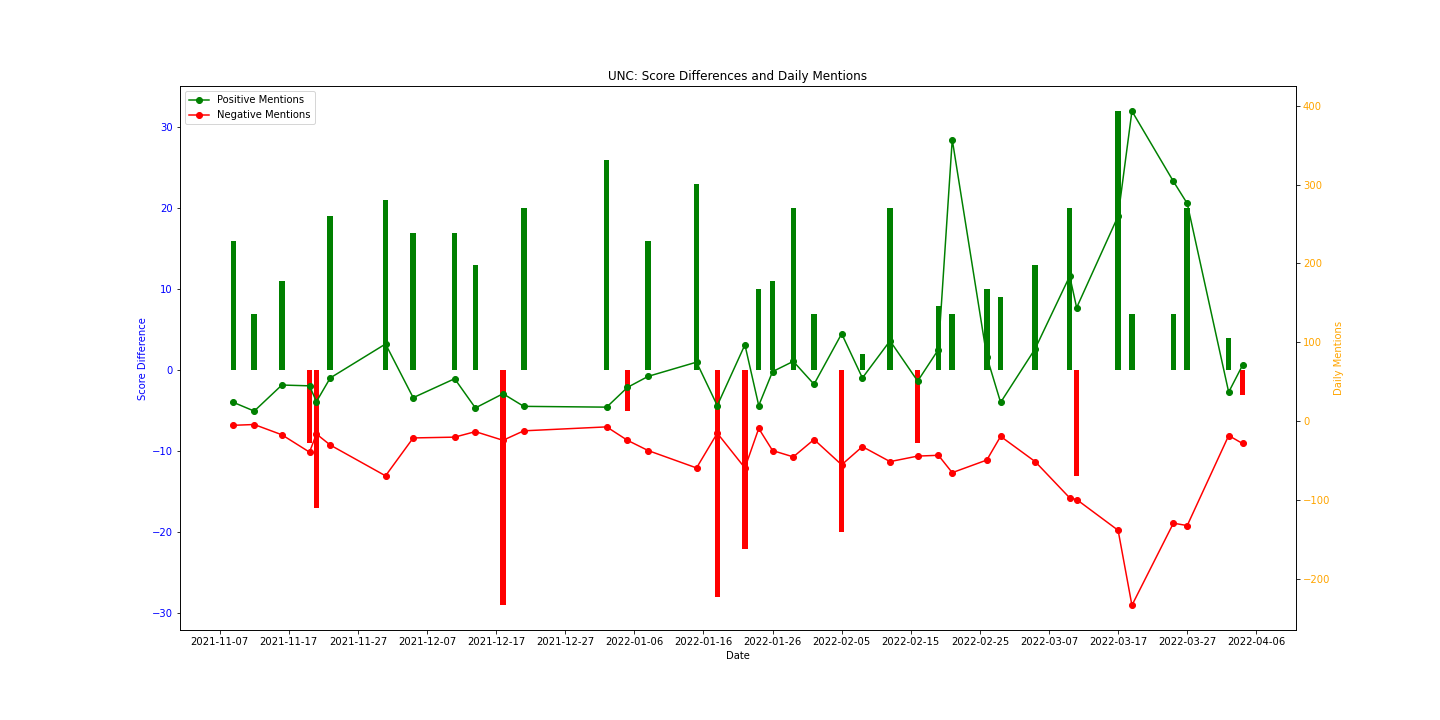 UNC: Score Differences and Daily Mentions
Positive Mentions
Negative Mentions
30
20
10
0
−10
−20
−30
Score Difference
400
300
200
100
0
−100
−200
Daily Mentions
2021-11-07 2021-11-17 2021-11-27 2021-12-07 2021-12-17 2021-12-27 2022-01-06 2022-01-16 2022-01-26 2022-02-05 2022-02-15 2022-02-25 2022-03-07 2022-03-17 2022-03-27 2022-04-06
Date